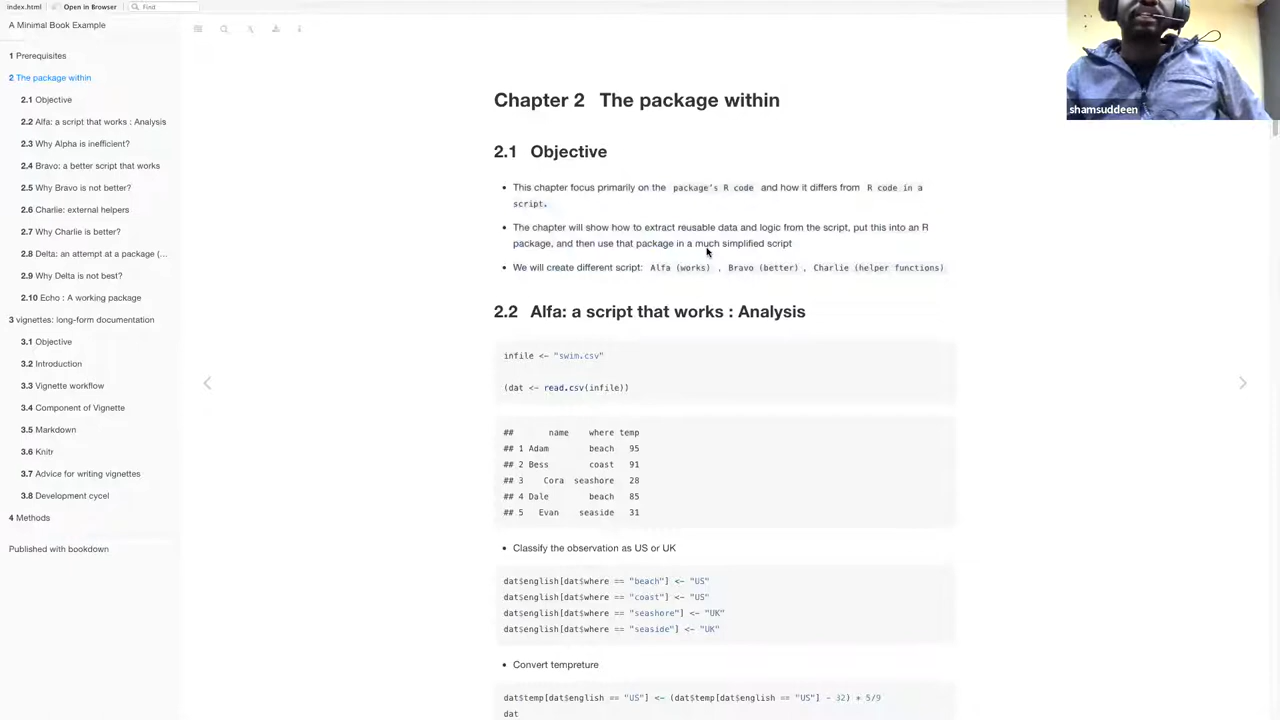 index.html Open in Browser Find
A Minimal Book Example
1 Prerequisites
2 The package within
2.1 Objective
2.2 Alfa: a script that works : Analysis
2.3 Why Alpha is inefficient?
2.4 Bravo: a better script that works
2.5 Why Bravo is not better?
2.6 Charlie: external helpers
2.7 Why Charlie is better?
2.8 Delta: an attempt at a package (...
2.9 Why Delta is not best?
2.10 Echo : A working package
3 vignettes: long-form documentation
3.1 Objective
3.2 Introduction
3.3 Vignette workflow
3.4 Component of Vignette
3.5 Markdown
3.6 Knitr
3.7 Advice for writing vignettes
3.8 Development cycel
4 Methods
Published with bookdown
Chapter 2 The package within
2.1 Objective
• This chapter focus primarily on the package's R code and how it differs from R code in a
script.
• The chapter will show how to extract reusable data and logic from the script, put this into an R
package, and then use that package in a much simplified script
• We will create different script: Alfa (works) , Bravo (better) , Charlie (helper functions)
2.2 Alfa: a script that works : Analysis
infile <- "swim.csv"
(dat <- read.csv(infile))
## name where temp
## 1 Adam beach 95
## 2 Bess coast 91
## 3 Cora seashore 28
## 4 Dale beach 85
## 5 Evan seaside 31
• Classify the observation as US or UK
dat$english[dat$where == "beach"] <- "US"
dat$english[dat$where == "coast"] <- "US"
dat$english[dat$where == "seashore"] <- "UK"
dat$english[dat$where == "seaside"] <- "UK"
• Convert tempreture
dat$temp[dat$english == "US"] <- (dat$temp[dat$english == "US"] - 32) * 5/9
dat
shamsuddeen